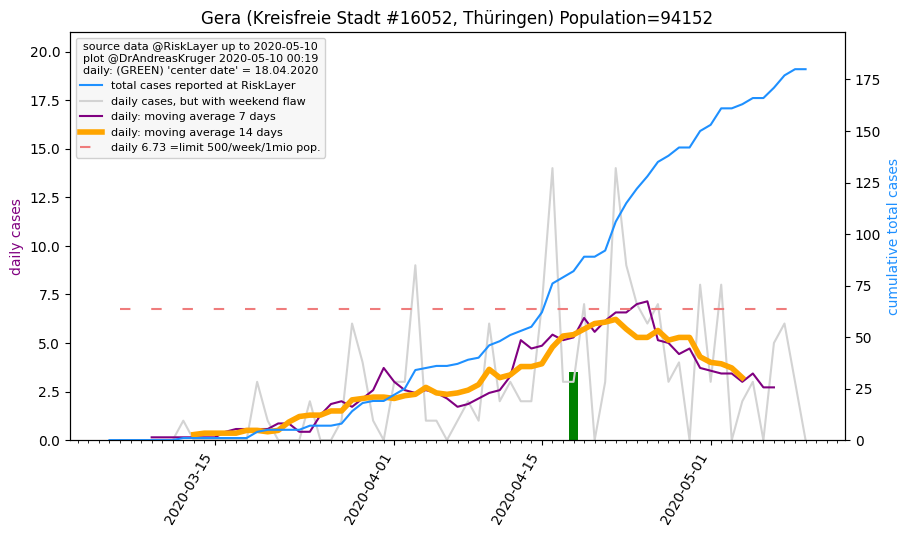 Gera (Kreisfreie Stadt #16052, Thüringen) Population=94152
source data @RiskLayer up to 2020-05-10
plot @DrAndreasKruger 2020-05-10 00:19
daily: (GREEN) 'center date' = 18.04.2020
total cases reported at RiskLayer
daily cases, but with weekend flaw
daily: moving average 7 days
daily: moving average 14 days
daily 6.73 =limit 500/week/1mio pop.
daily cases
20.0
17.5
15.0
12.5
10.0
7.5
5.0
2.5
0.0
cumulative total cases
175
150
125
100
75
50
25
0
2020-03-15
2020-04-01
2020-04-15
2020-05-01